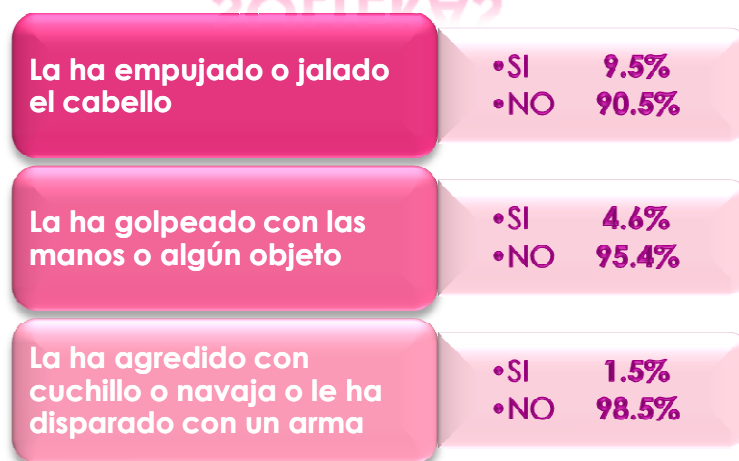 La ha empujado o jalado
el cabello
•SI 9.5%
•NO 90.5%
La ha golpeado con las
manos o algún objeto
•SI 4.6%
•NO 95.4%
La ha agredido con
cuchillo o navaja o le ha
disparado con un arma
•SI 1.5%
•NO 98.5%